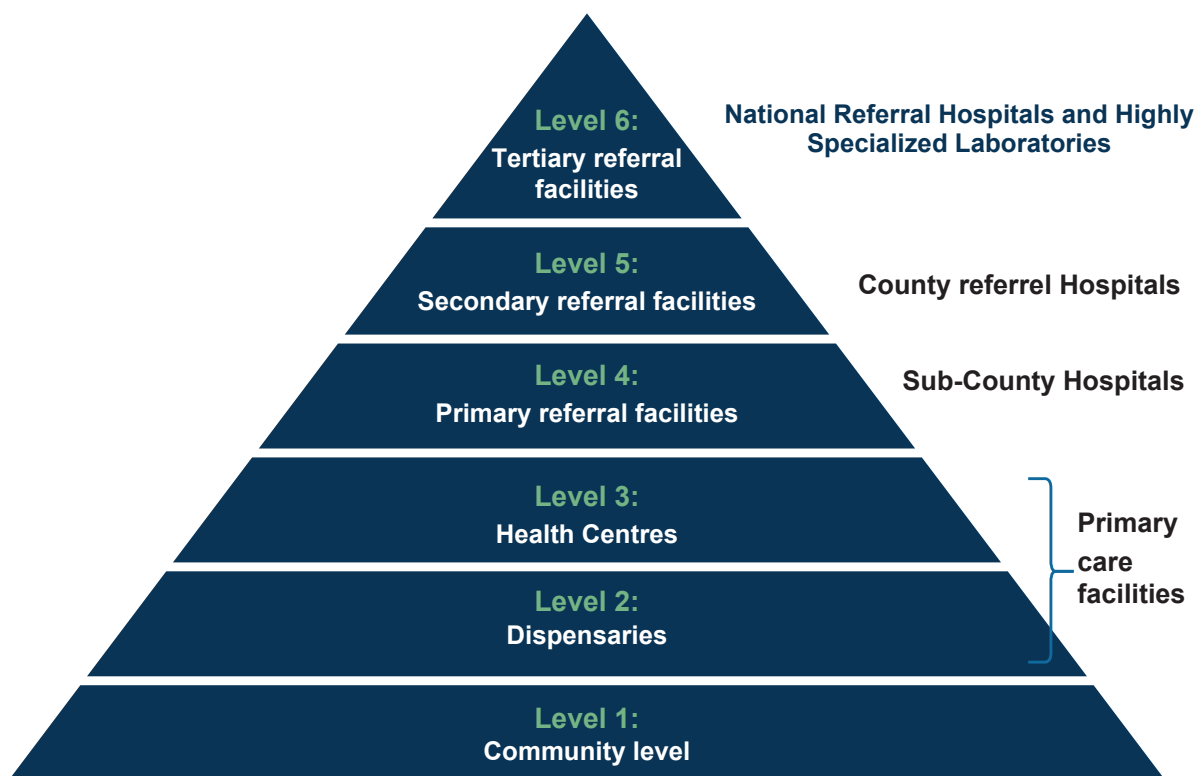 Level 6:
Tertiary referral
facilities
National Referral Hospitals and Highly
Specialized Laboratories
Level 5:
Secondary referral facilities
County referrel Hospitals
Level 4:
Primary referral facilities
Sub-County Hospitals
Level 3:
Health Centres
Level 2:
Dispensaries
Primary
care
facilities
Level 1:
Community level